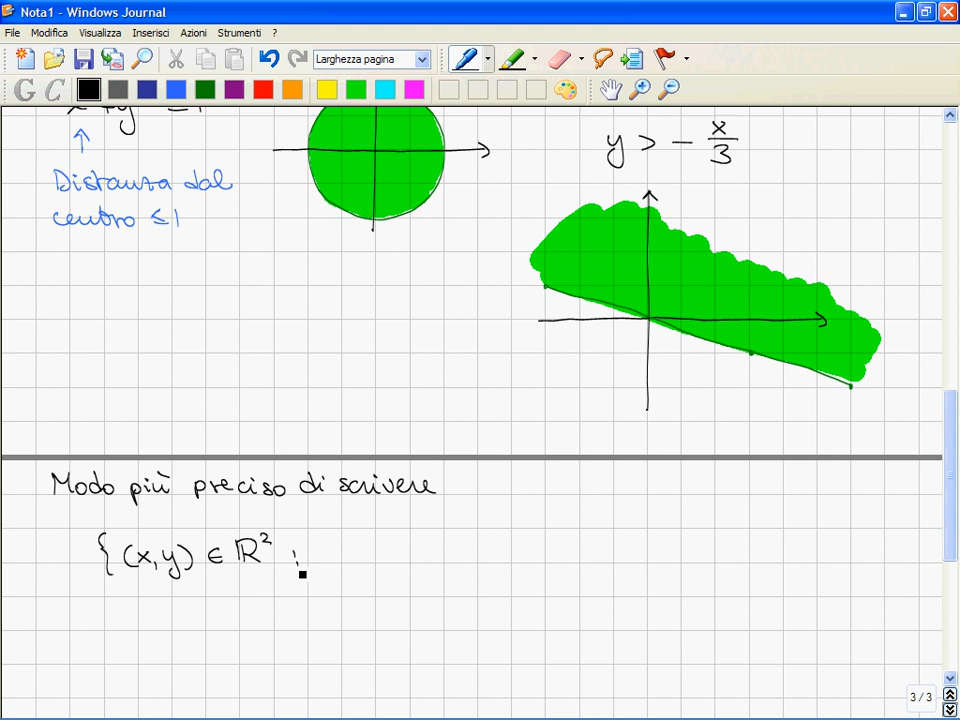 Nota1 - Windows Journal
File Modifica Visualizza Inserisci Azioni Strumenti ?
Larghezza pagina
G C
y > - x/3
Distanza dal
centro ≤ 1
Modo più preciso di scrivere
{ (x,y) ∈ ℝ² :
3 / 3